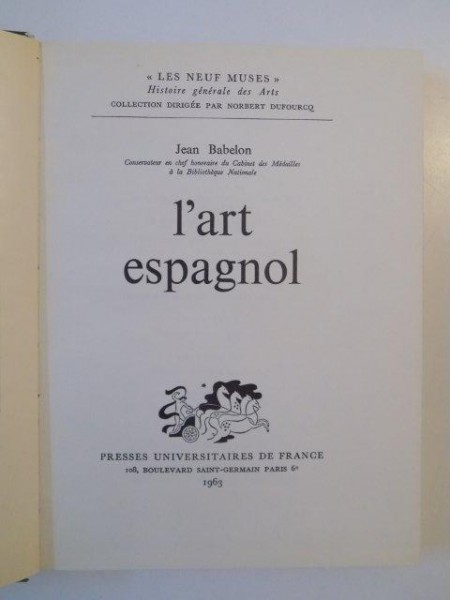 « LES NEUF MUSES »
Histoire générale des Arts
COLLECTION DIRIGÉE PAR NORBERT DUFOURCQ
Jean Babelon
Conservateur en chef honoraire du Cabinet des Médailles
à la Bibliothèque Nationale
l'art
espagnol
PRESSES UNIVERSITAIRES DE FRANCE
108, BOULEVARD SAINT-GERMAIN PARIS 6e
1963